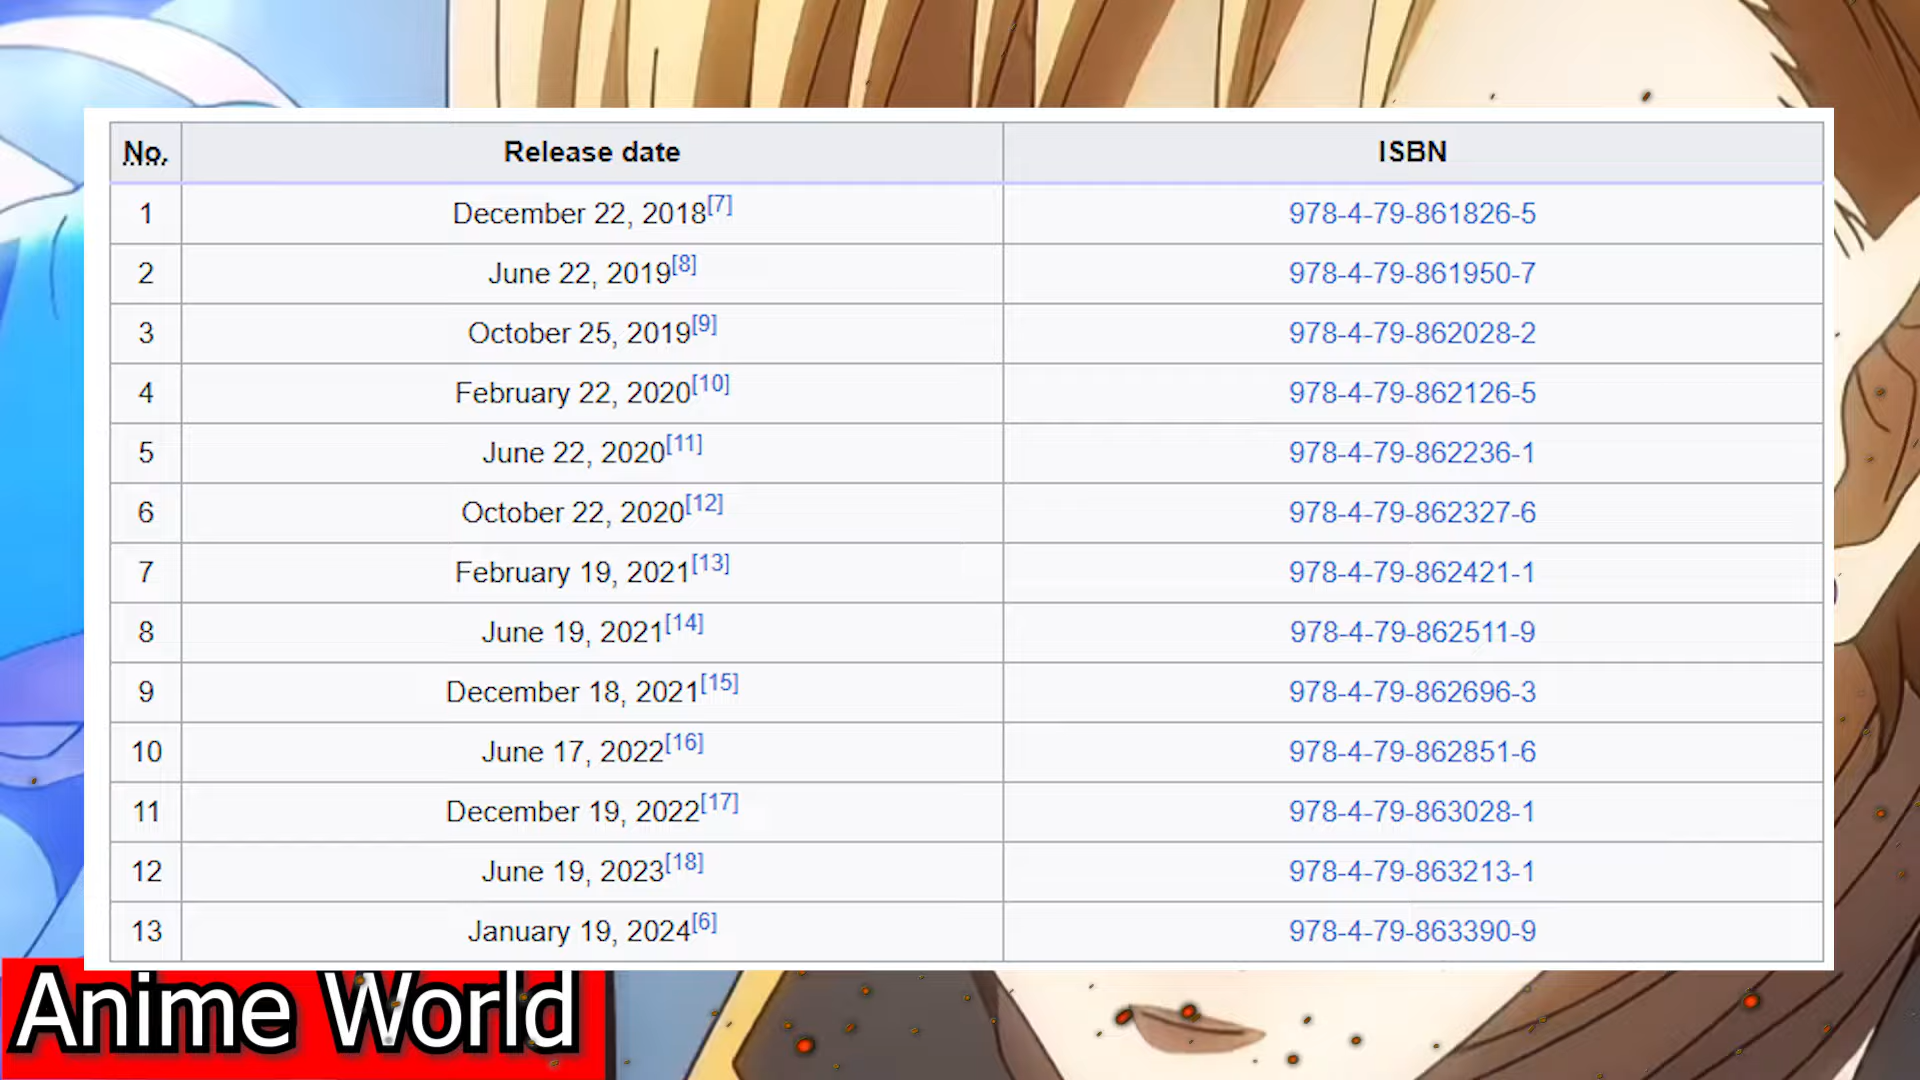 No. Release date ISBN
1 December 22, 2018[7] 978-4-79-861826-5
2 June 22, 2019[8] 978-4-79-861950-7
3 October 25, 2019[9] 978-4-79-862028-2
4 February 22, 2020[10] 978-4-79-862126-5
5 June 22, 2020[11] 978-4-79-862236-1
6 October 22, 2020[12] 978-4-79-862327-6
7 February 19, 2021[13] 978-4-79-862421-1
8 June 19, 2021[14] 978-4-79-862511-9
9 December 18, 2021[15] 978-4-79-862696-3
10 June 17, 2022[16] 978-4-79-862851-6
11 December 19, 2022[17] 978-4-79-863028-1
12 June 19, 2023[18] 978-4-79-863213-1
13 January 19, 2024[6] 978-4-79-863390-9
Anime World